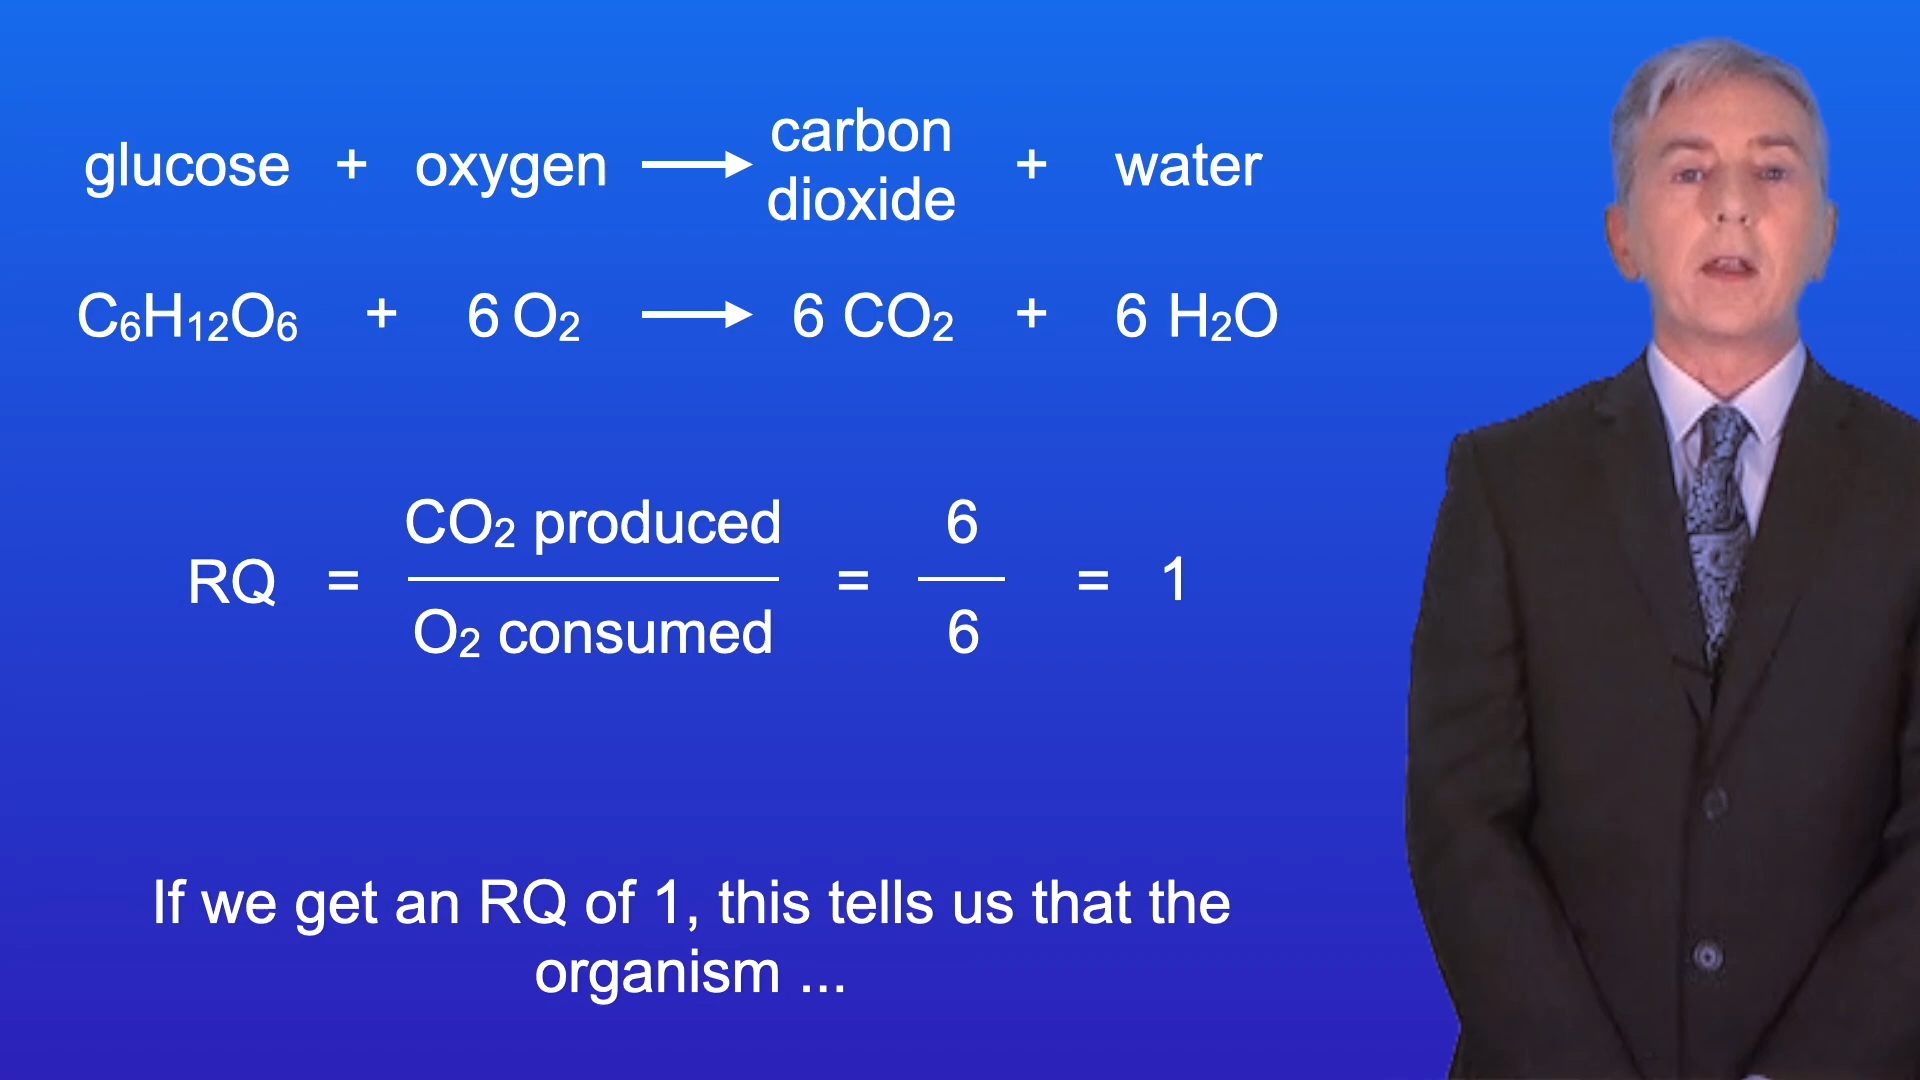 glucose + oxygen ⟶ carbon dioxide + water
C₆H₁₂O₆ + 6 O₂ ⟶ 6 CO₂ + 6 H₂O
RQ = CO₂ produced / O₂ consumed = 6 / 6 = 1
If we get an RQ of 1, this tells us that the
organism ...